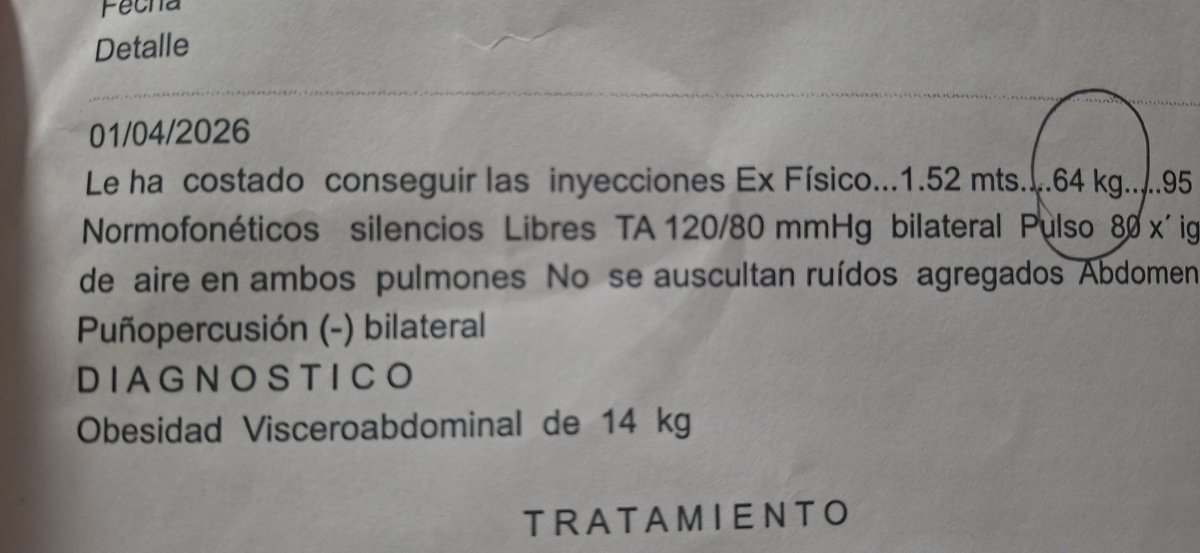 Fecha
Detalle
01/04/2026
Le ha costado conseguir las inyecciones Ex Físico...1.52 mts....64 kg.....95
Normofonéticos silencios Libres TA 120/80 mmHg bilateral Pulso 80 x´ ig
de aire en ambos pulmones No se auscultan ruídos agregados Abdomen
Puñopercusión (-) bilateral
DIAGNOSTICO
Obesidad Visceroabdominal de 14 kg
TRATAMIENTO